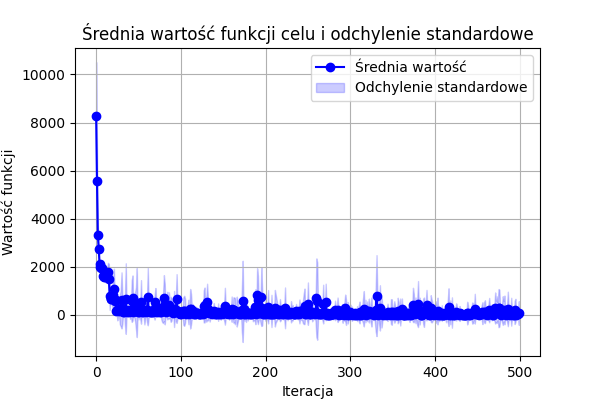 Średnia wartość funkcji celu i odchylenie standardowe
Średnia wartość
Odchylenie standardowe
10000
8000
6000
4000
2000
0
Wartość funkcji
0 100 200 300 400 500
Iteracja